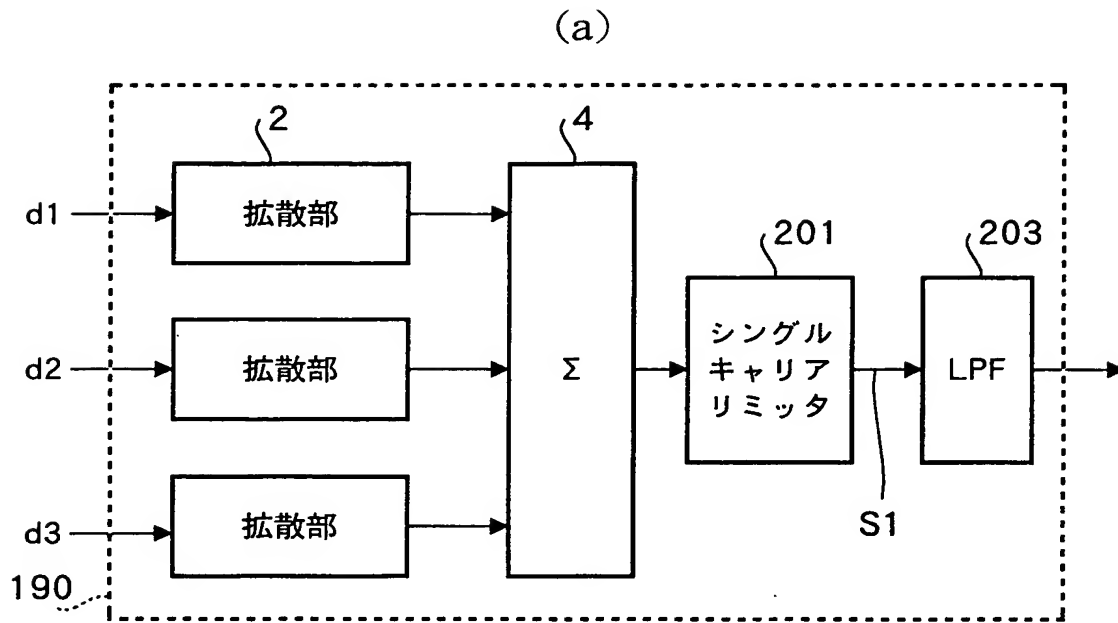 (a)
2
4
d1
拡散部
201
203
d2
拡散部
Σ
シングル
キャリア
リミッタ
LPF
d3
拡散部
S1
190